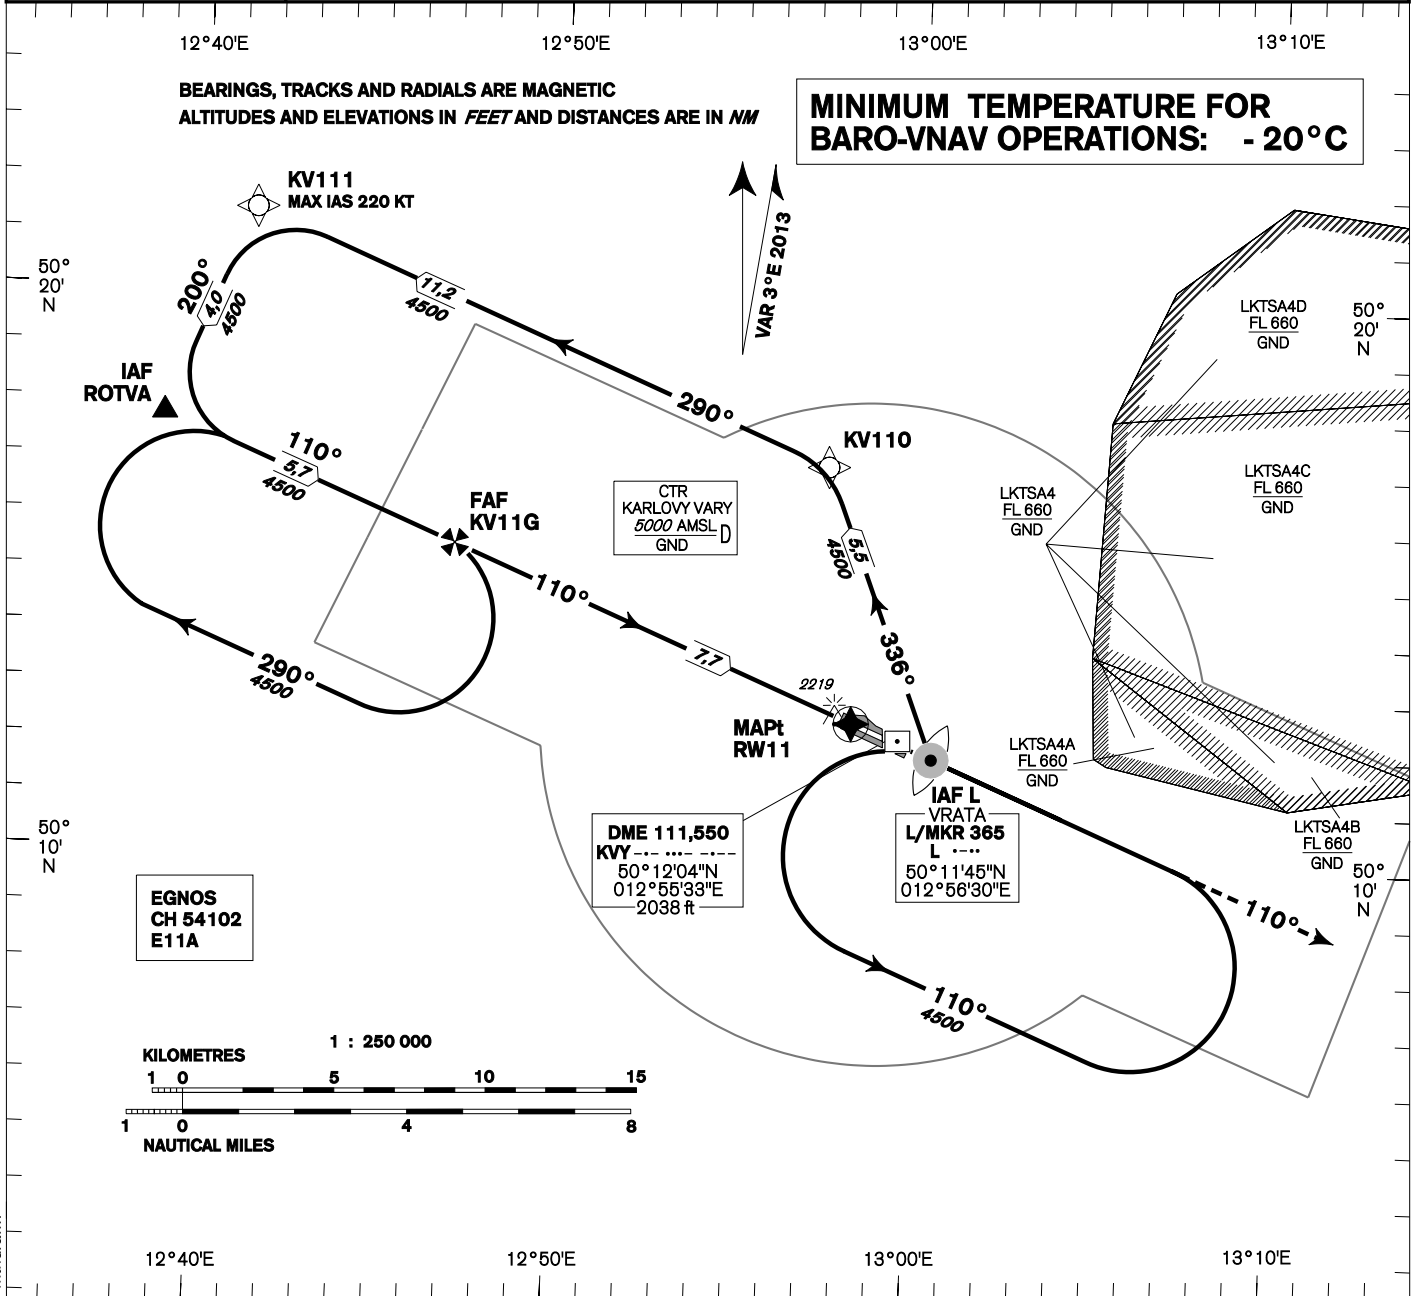 12°40'E
12°50'E
13°00'E
13°10'E
BEARINGS, TRACKS AND RADIALS ARE MAGNETIC
ALTITUDES AND ELEVATIONS IN FEET AND DISTANCES ARE IN NM
MINIMUM TEMPERATURE FOR
BARO-VNAV OPERATIONS: - 20°C
KV111
MAX IAS 220 KT
VAR 3°E 2013
50°
20'
N
200°
4,0
4500
11,2
4500
LKTSA4D
FL 660
GND
50°
20'
N
IAF
ROTVA
290°
KV110
110°
5,7
4500
FAF
KV11G
CTR
KARLOVY VARY
5000 AMSL
GND
D
LKTSA4
FL 660
GND
LKTSA4C
FL 660
GND
5,5
4500
110°
336°
7,7
290°
4500
2219
MAPt
RW11
LKTSA4A
FL 660
GND
IAF L
VRATA
L/MKR 365
L ·–··
50°11'45"N
012°56'30"E
DME 111,550
KVY –·– ···– –·––
50°12'04"N
012°55'33"E
2038 ft
LKTSA4B
FL 660
GND
50°
10'
N
50°
10'
N
EGNOS
CH 54102
E11A
110°
110°
4500
1 : 250 000
KILOMETRES
1 0 5 10 15
1 0 4 8
NAUTICAL MILES
12°40'E
12°50'E
13°00'E
13°10'E